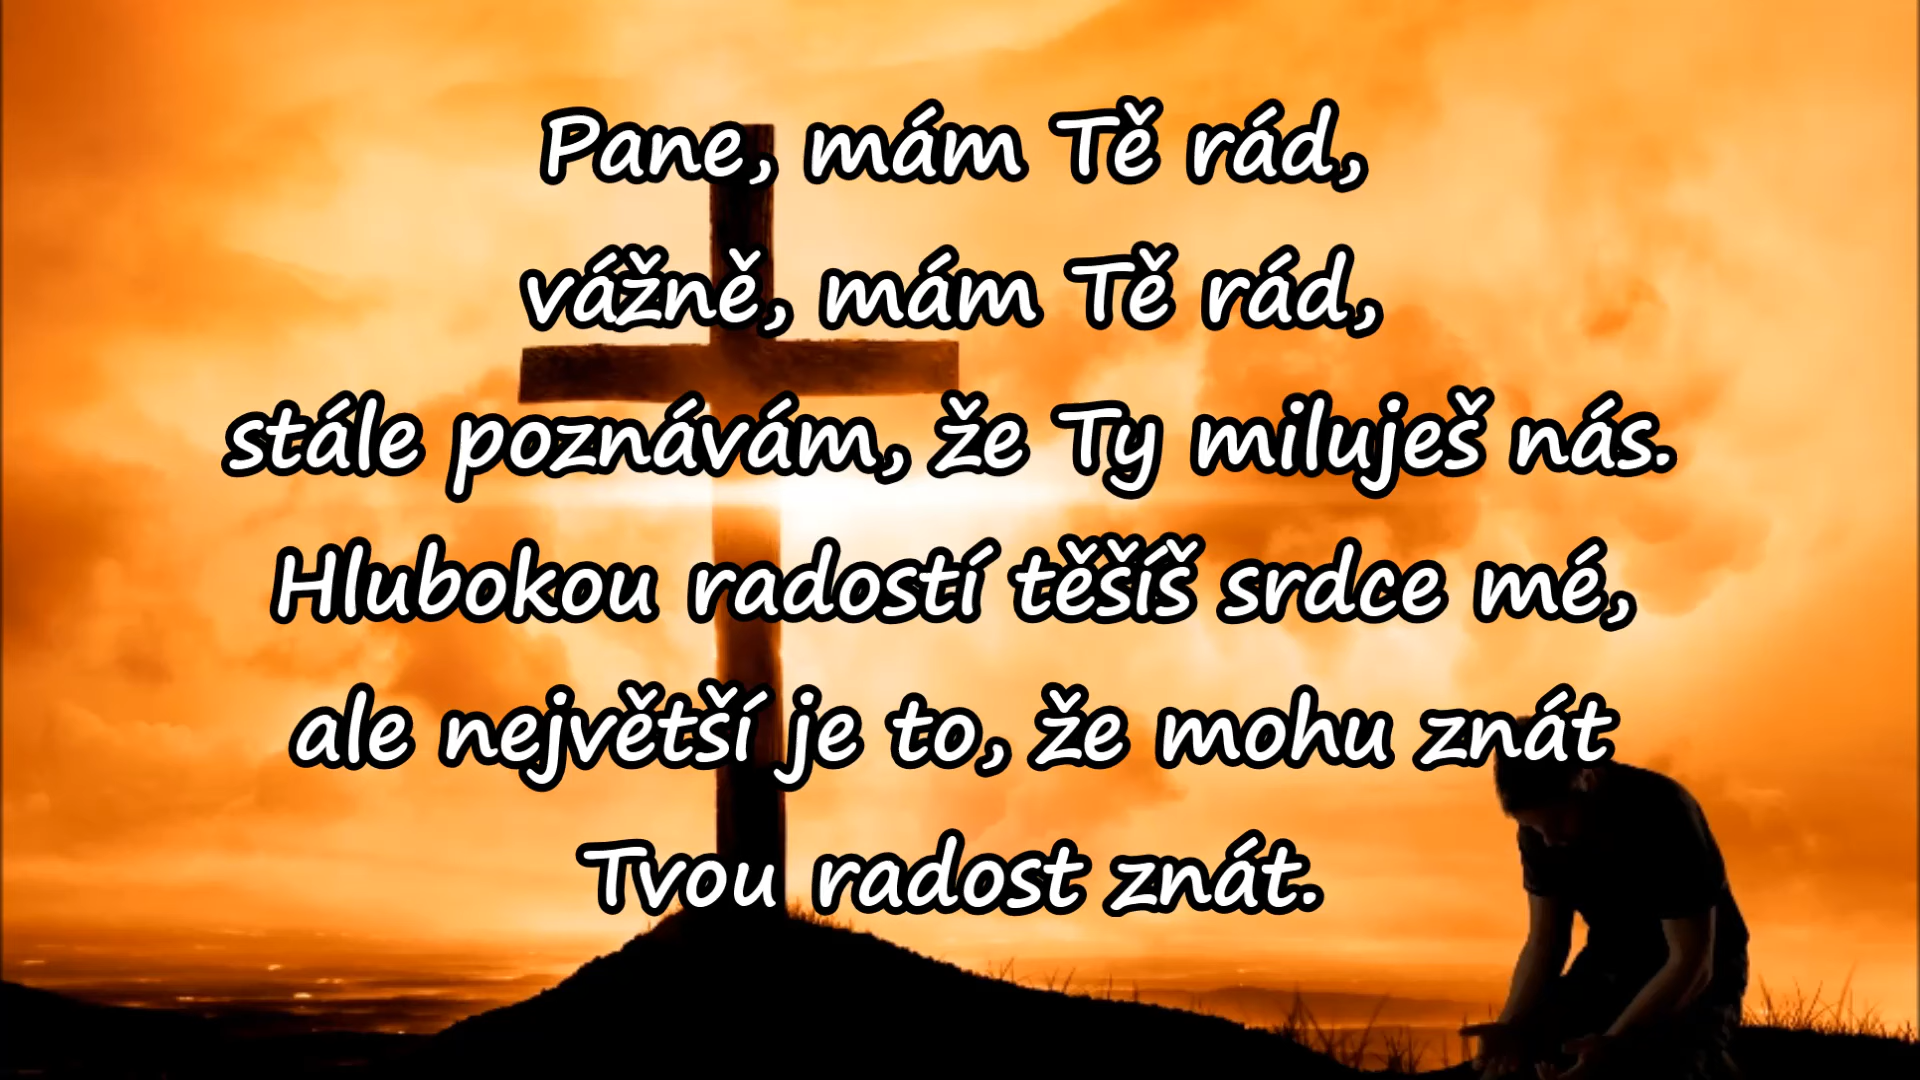 Pane, mám Tě rád,
vážně, mám Tě rád,
stále poznávám, že Ty miluješ nás.
Hlubokou radostí těšíš srdce mé,
ale největší je to, že mohu znát
Tvou radost znát.